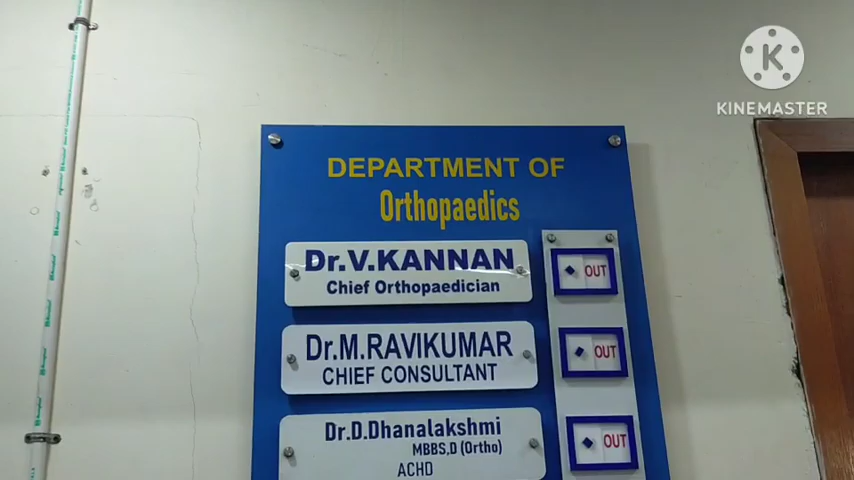 K
KINEMASTER
DEPARTMENT OF
Orthopaedics
Dr.V.KANNAN
Chief Orthopaedician
OUT
Dr.M.RAVIKUMAR
CHIEF CONSULTANT
OUT
Dr.D.Dhanalakshmi
MBBS,D (Ortho)
ACHD
OUT